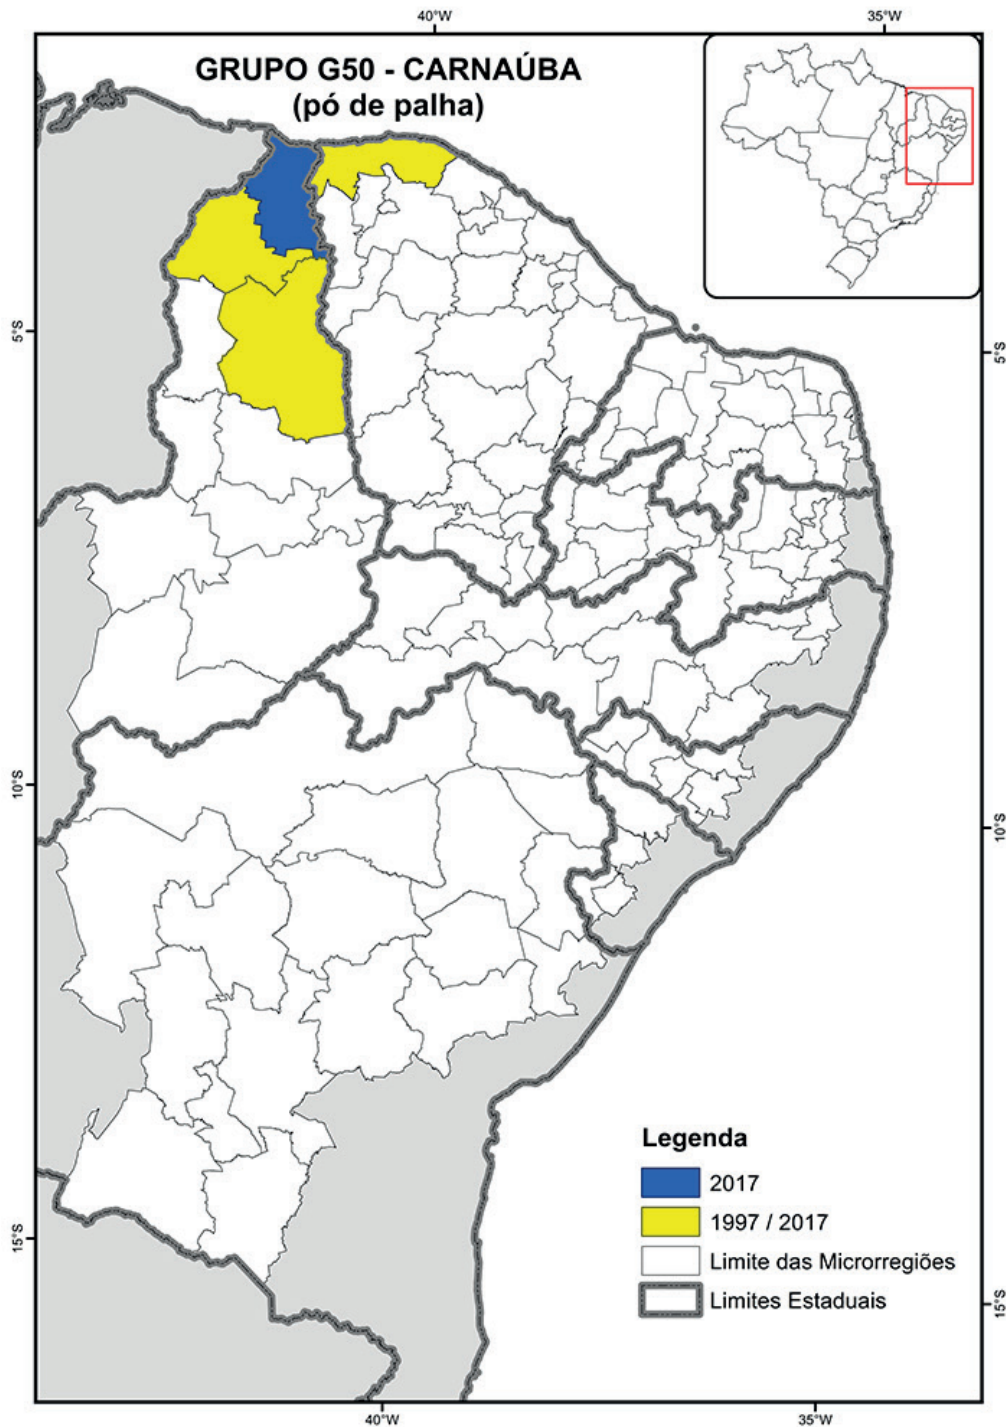 40°W
35°W
GRUPO G50 - CARNAÚBA
(pó de palha)
5°S
5°S
10°S
10°S
Legenda
2017
1997 / 2017
Limite das Microrregiões
Limites Estaduais
15°S
15°S
40°W
35°W